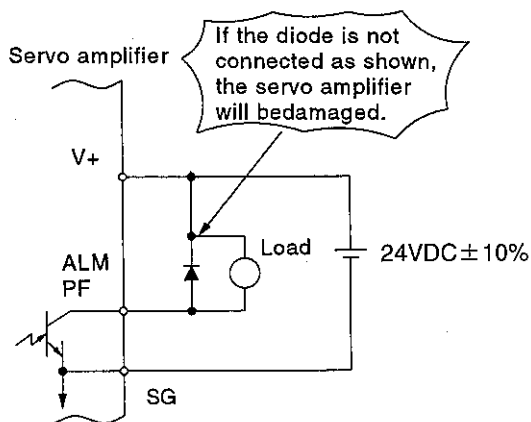 Servo amplifier
If the diode is not
connected as shown,
the servo amplifier
will bedamaged.
V+
Load
24VDC±10%
ALM
PF
SG